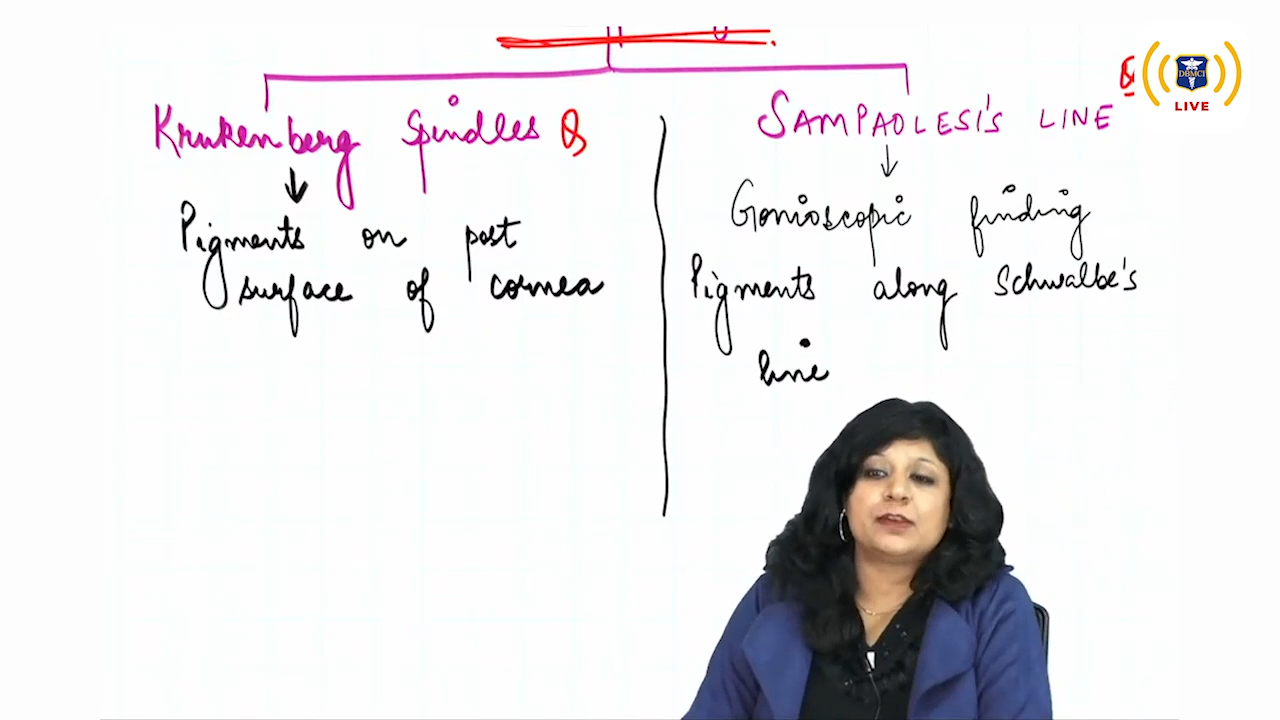 Krukenberg Spindles Q
Pigments on post
surface of cornea
SAMPAOLESI'S LINE
Gonioscopic finding
Pigments along Schwalbe's
line
DBMCI
LIVE